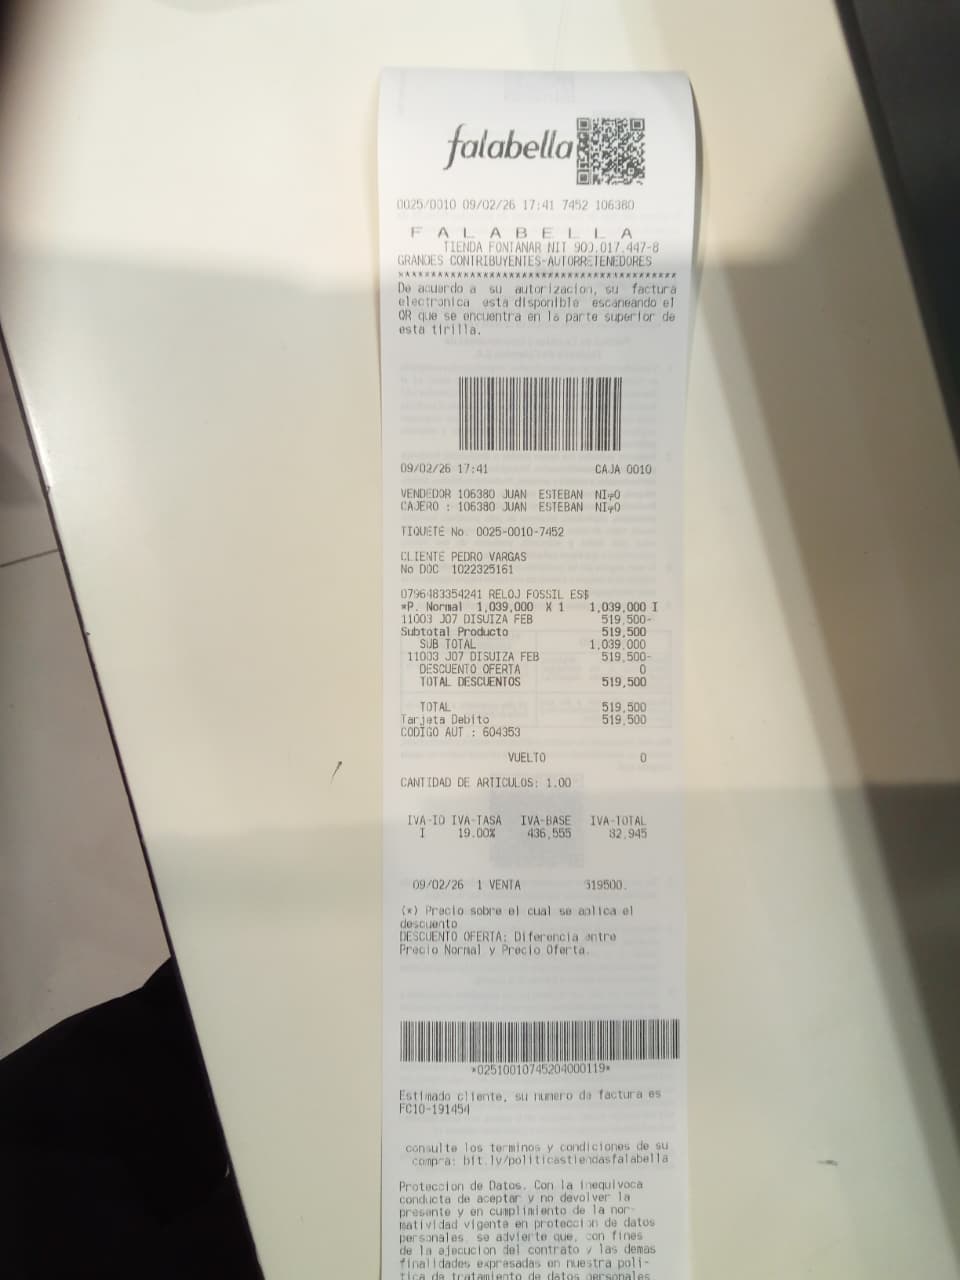 falabella
0025/0010 09/02/26 17:41 7452 106380
F A L A B E L L A
TIENDA FONTANAR NIT 900.017.447-8
GRANDES CONTRIBUYENTES-AUTORRETENEDORES
******************************************
De acuerdo a su autorizacion, su factura
electronica esta disponible escaneando el
QR que se encuentra en la parte superior de
esta tirilla.
09/02/26 17:41 CAJA 0010
VENDEDOR 106380 JUAN ESTEBAN
CAJERO : 106380 JUAN ESTEBAN
TIQUETE No. 0025-0010-7452
CLIENTE PEDRO VARGAS
No DOC 1022325161
0796483354241 RELOJ FOSSIL ES$
*P. Normal 1,039,000 X 1 1,039,000 I
11003 J07 DISUIZA FEB 519,500-
Subtotal Producto 519,500
SUB TOTAL 1,039,000
11003 J07 DISUIZA FEB 519,500-
DESCUENTO OFERTA 0
TOTAL DESCUENTOS 519,500
TOTAL 519,500
Tarjeta Debito 519,500
CODIGO AUT : 604353
VUELTO 0
CANTIDAD DE ARTICULOS: 1.00
IVA-ID IVA-TASA IVA-BASE IVA-TOTAL
I 19.00% 436,555 82,945
09/02/26 1 VENTA 519500.
(*) Precio sobre el cual se aplica el
descuento
DESCUENTO OFERTA: Diferencia entre
Precio Normal y Precio Oferta.
*02510010745204000119*
Estimado cliente, su numero de factura es
FC10-191454
consulte los terminos y condiciones de su
compra: bit.ly/politicastiendasfalabella
Proteccion de Datos. Con la inequivoca
conducta de aceptar y no devolver la
presente y en cumplimiento de la nor-
matividad vigente en proteccion de datos
personales, se advierte que, con fines
de la ejecucion del contrato y las demas
finalidades expresadas en nuestra poli-
tica de tratamiento de datos personales